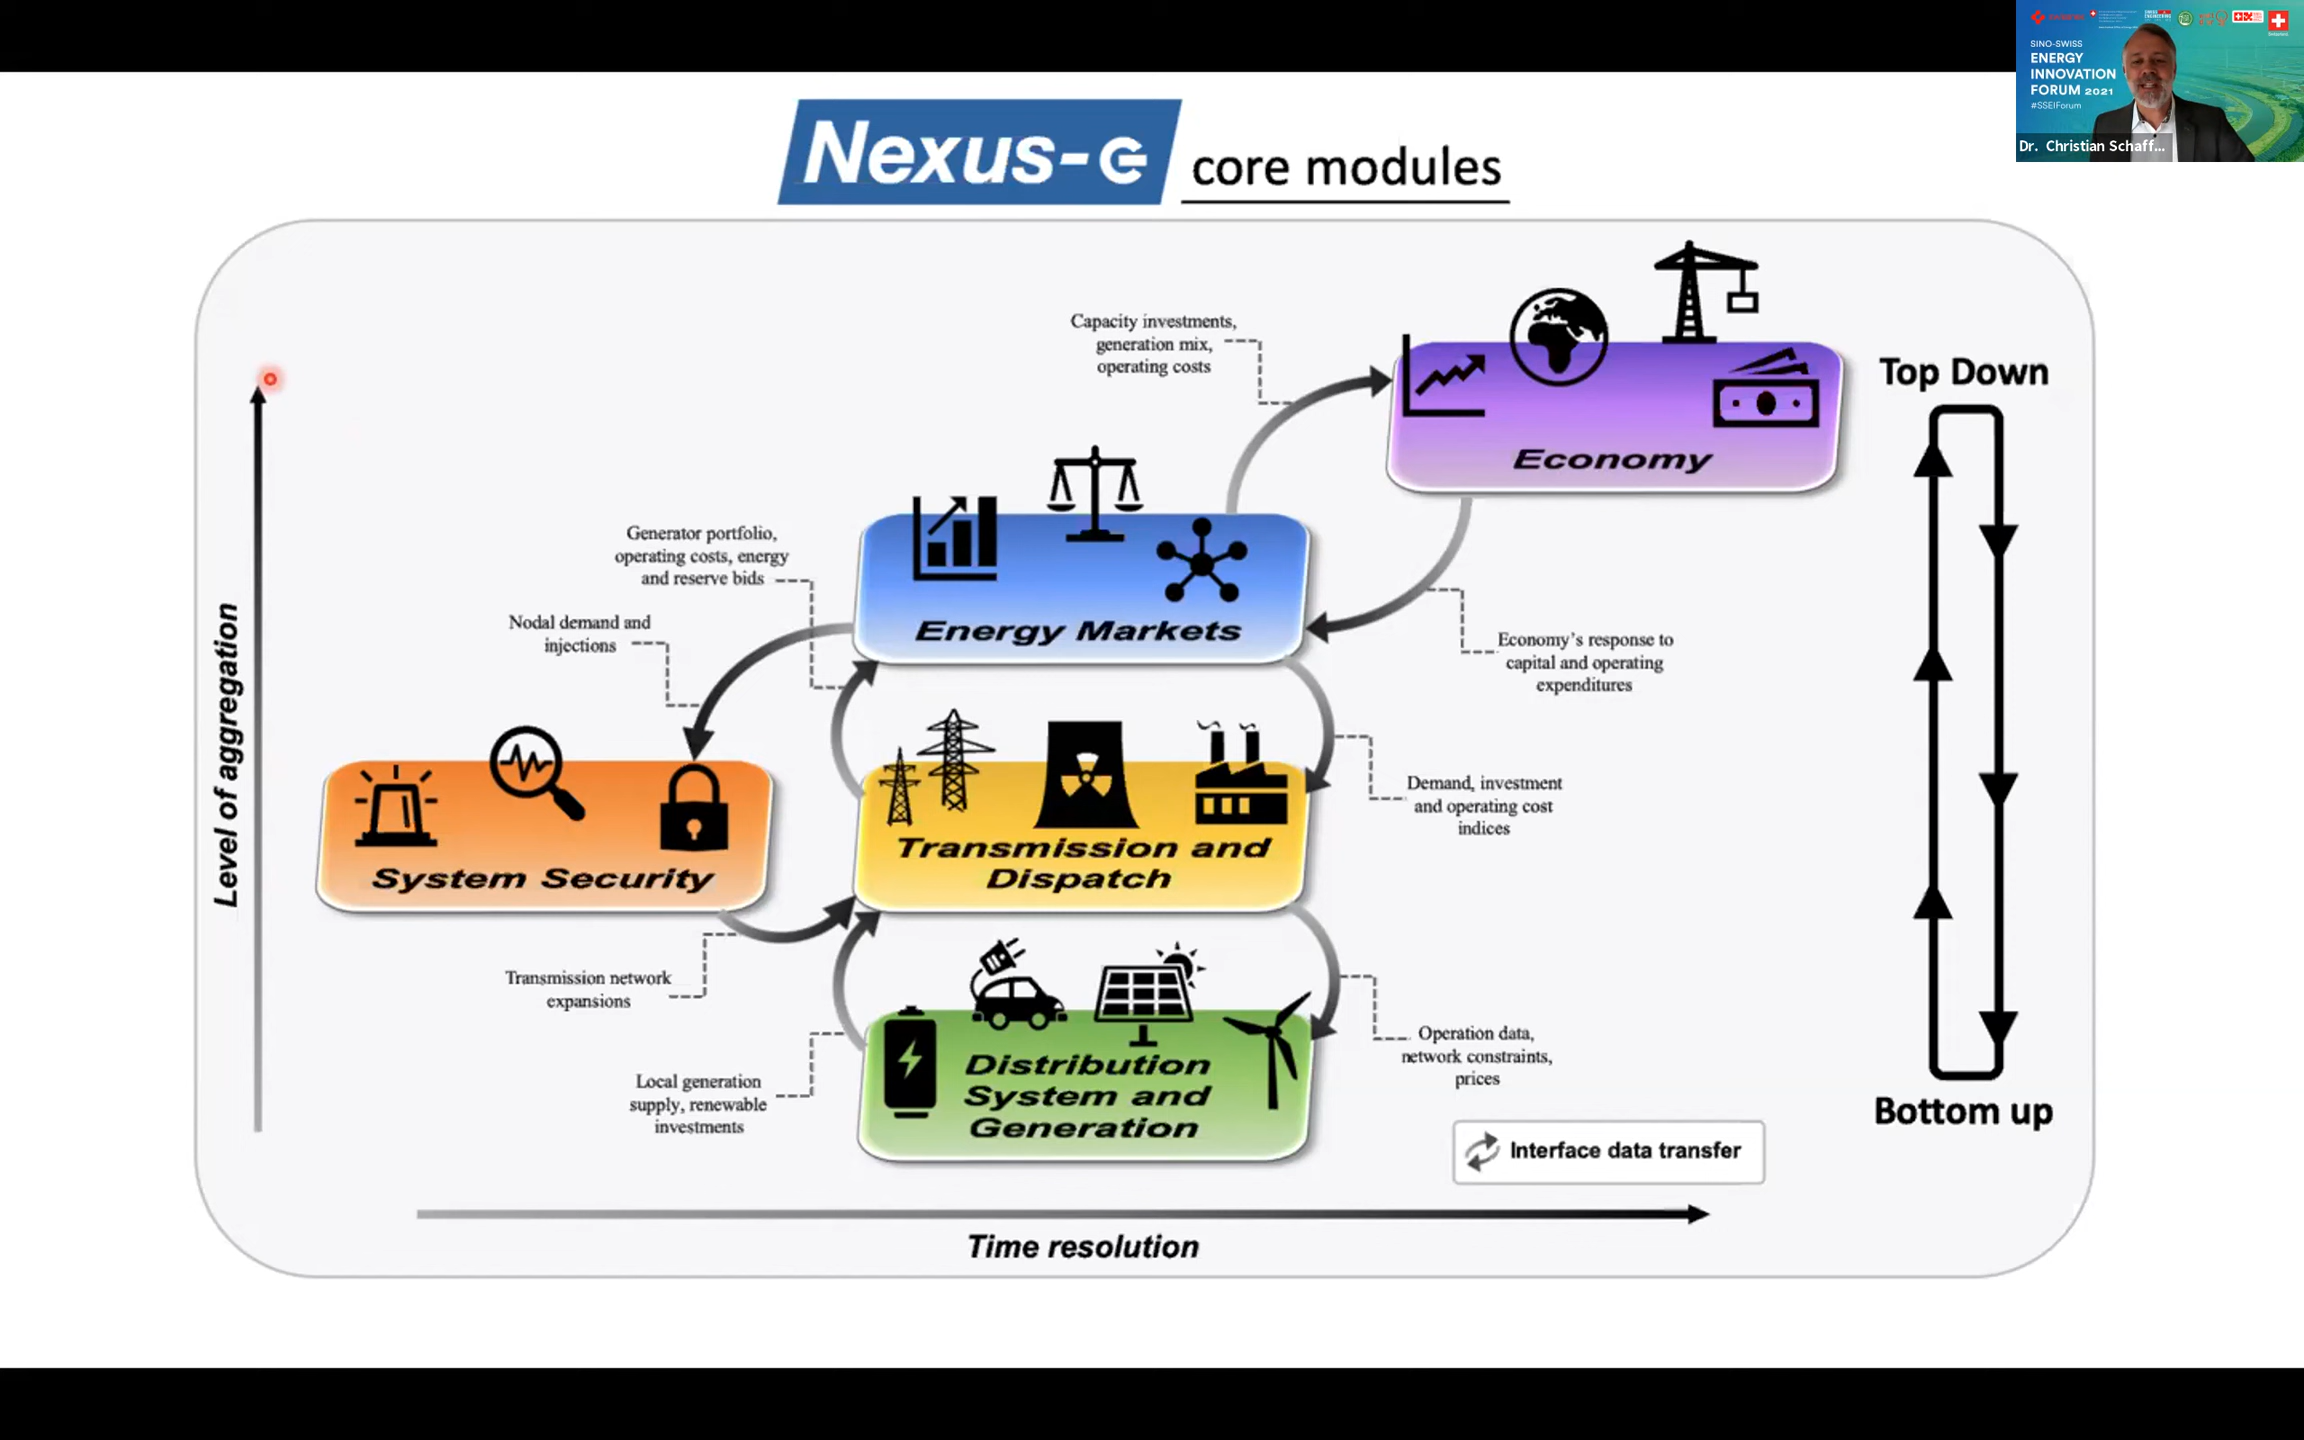 SINO-SWISS
ENERGY
INNOVATION
FORUM 2021
#SSEIForum
Dr. Christian Schaff...
Nexus-e core modules
Capacity investments,
generation mix,
operating costs
Top Down
Economy
Generator portfolio,
operating costs, energy
and reserve bids
Nodal demand and
injections
Energy Markets
Economy's response to
capital and operating
expenditures
Level of aggregation
System Security
Transmission and
Dispatch
Demand, investment
and operating cost
indices
Transmission network
expansions
Local generation
supply, renewable
investments
Distribution
System and
Generation
Operation data,
network constraints,
prices
Bottom up
Interface data transfer
Time resolution